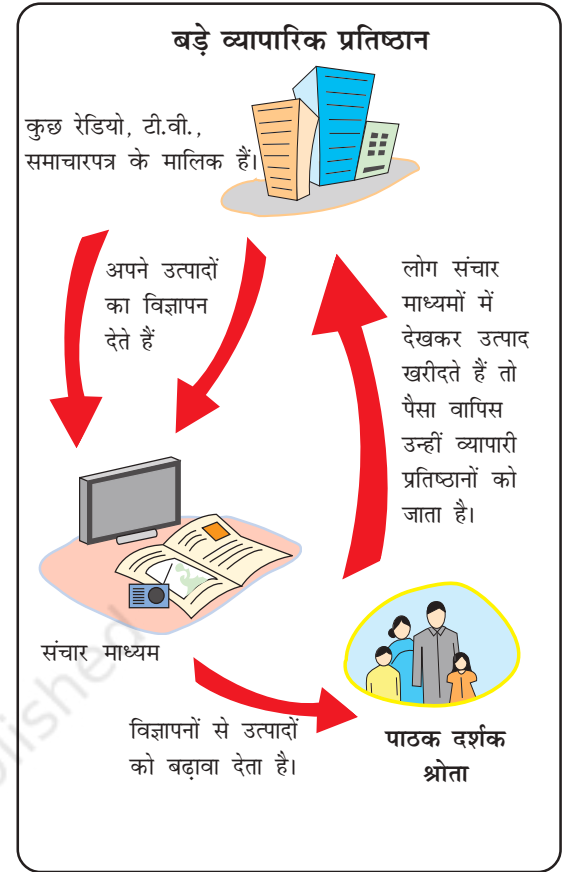 बड़े व्यापारिक प्रतिष्ठान
कुछ रेडियो, टी.वी.,
समाचारपत्र के मालिक हैं।
अपने उत्पादों
का विज्ञापन
देते हैं
लोग संचार
माध्यमों में
देखकर उत्पाद
खरीदते हैं तो
पैसा वापिस
उन्हीं व्यापारी
प्रतिष्ठानों को
जाता है।
संचार माध्यम
विज्ञापनों से उत्पादों
को बढ़ावा देता है।
पाठक दर्शक
श्रोता